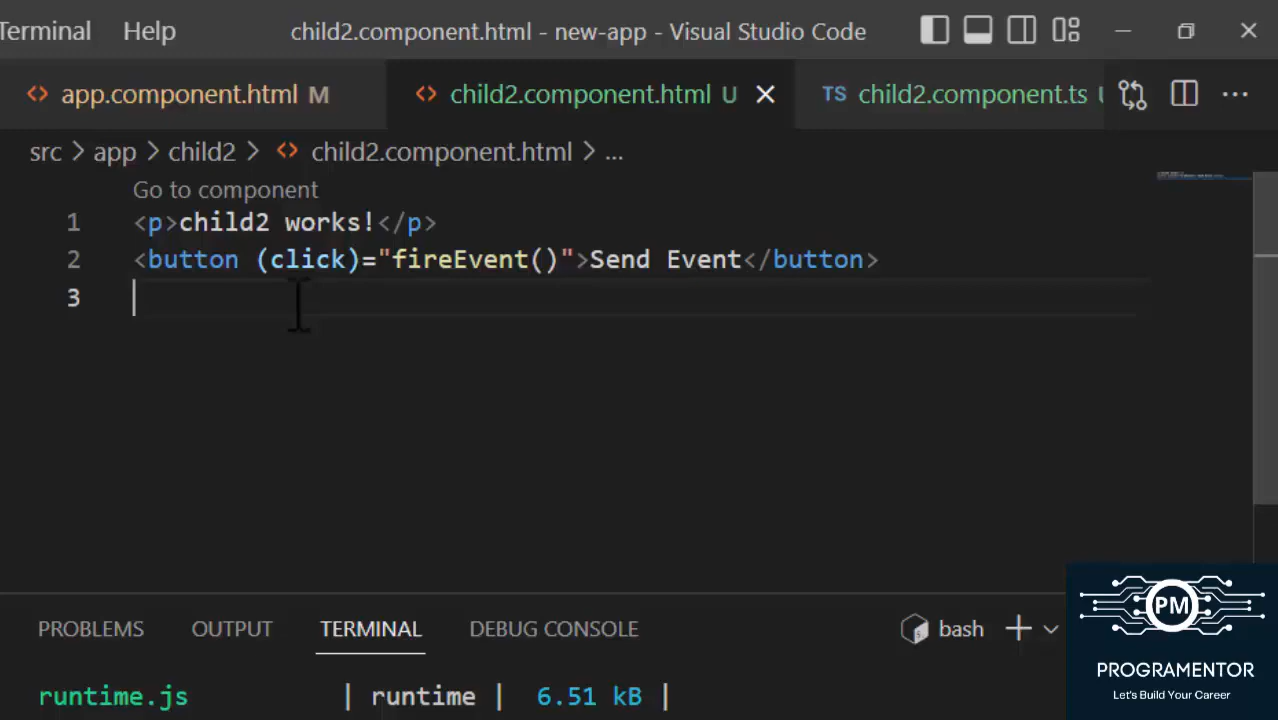 Terminal Help child2.component.html - new-app - Visual Studio Code
app.component.html M child2.component.html U TS child2.component.ts
src > app > child2 > child2.component.html > ...
Go to component
1 <p>child2 works!</p>
2 <button (click)="fireEvent()">Send Event</button>
3
PROBLEMS OUTPUT TERMINAL DEBUG CONSOLE bash
runtime.js | runtime | 6.51 kB |
PM
PROGRAMENTOR
Let's Build Your Career